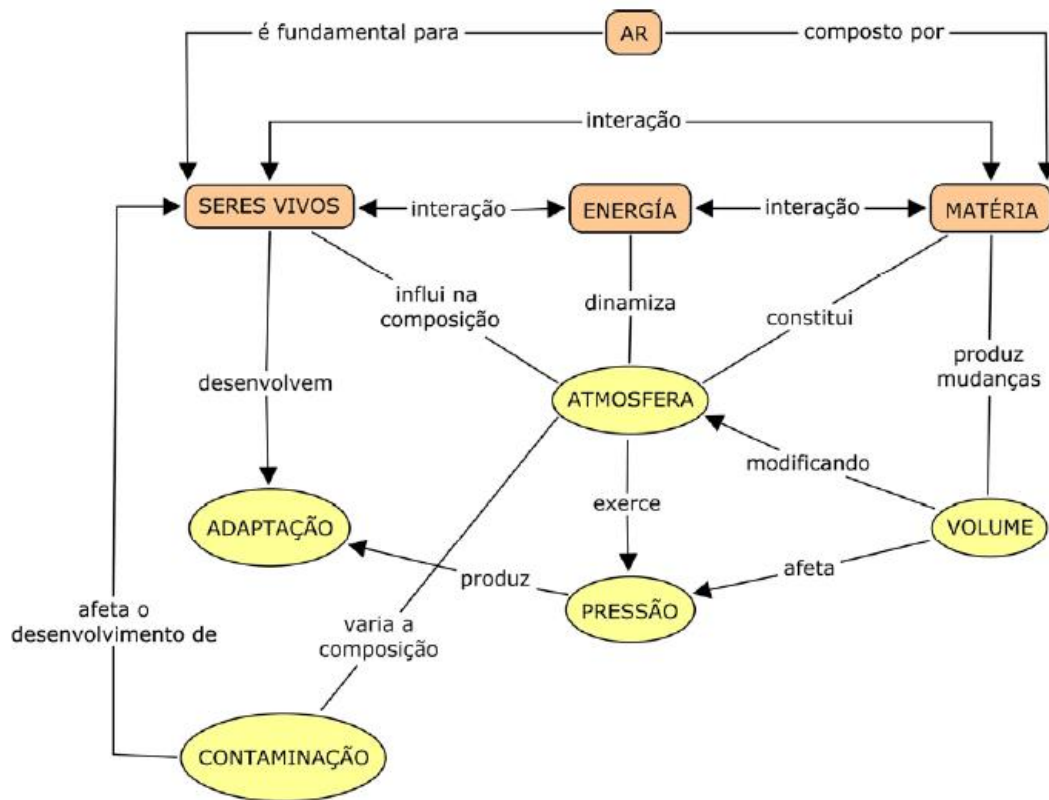 é fundamental para
AR
composto por
interação
SERES VIVOS
interação
ENERGÍA
interação
MATÉRIA
influi na
composição
dinamiza
constitui
produz
mudanças
desenvolvem
ATMOSFERA
modificando
exerce
ADAPTAÇÃO
VOLUME
produz
afeta
PRESSÃO
afeta o
desenvolvimento de
varia a
composição
CONTAMINAÇÃO